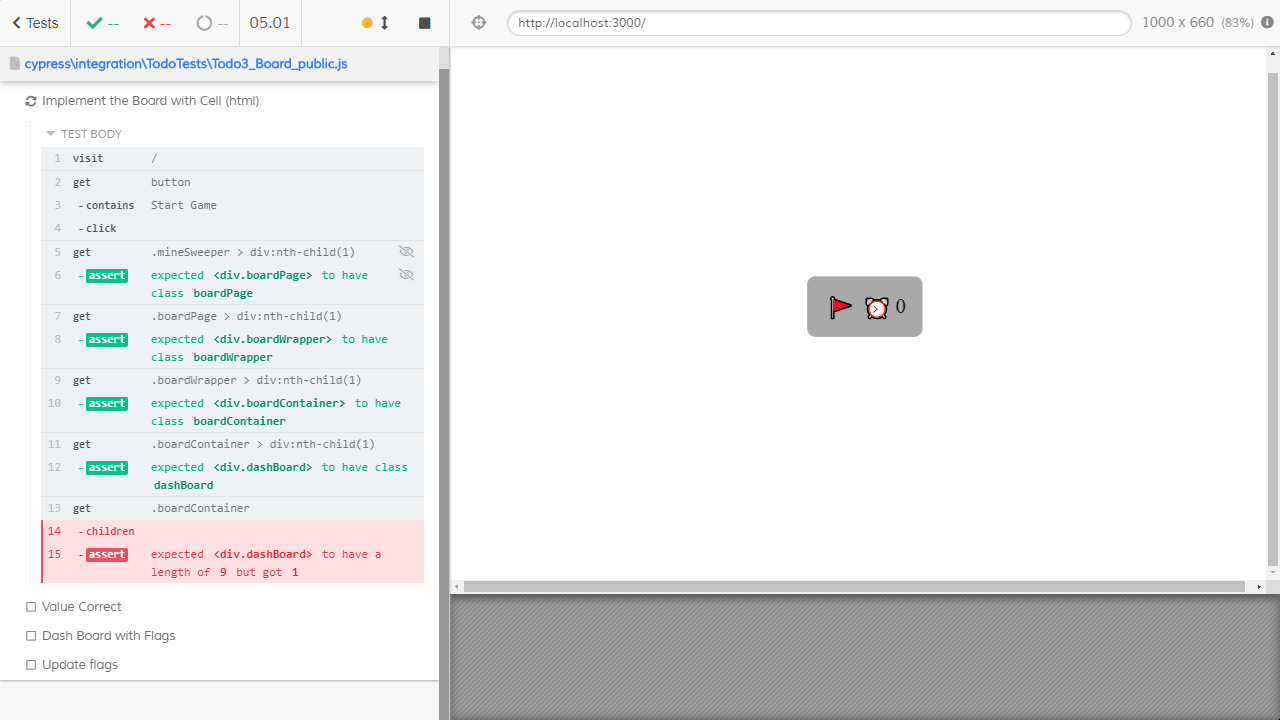 Tests -- -- -- 05.01
http://localhost:3000/ 1000 x 660 (83%)
cypress\integration\TodoTests\Todo3_Board_public.js
Implement the Board with Cell (html)
TEST BODY
1 visit /
2 get button
3 -contains Start Game
4 -click
5 get .mineSweeper > div:nth-child(1)
6 -assert expected <div.boardPage> to have
class boardPage
7 get .boardPage > div:nth-child(1)
8 -assert expected <div.boardWrapper> to have
class boardWrapper
9 get .boardWrapper > div:nth-child(1)
10 -assert expected <div.boardContainer> to have
class boardContainer
11 get .boardContainer > div:nth-child(1)
12 -assert expected <div.dashBoard> to have class
dashBoard
13 get .boardContainer
14 -children
15 -assert expected <div.dashBoard> to have a
length of 9 but got 1
Value Correct
Dash Board with Flags
Update flags
0